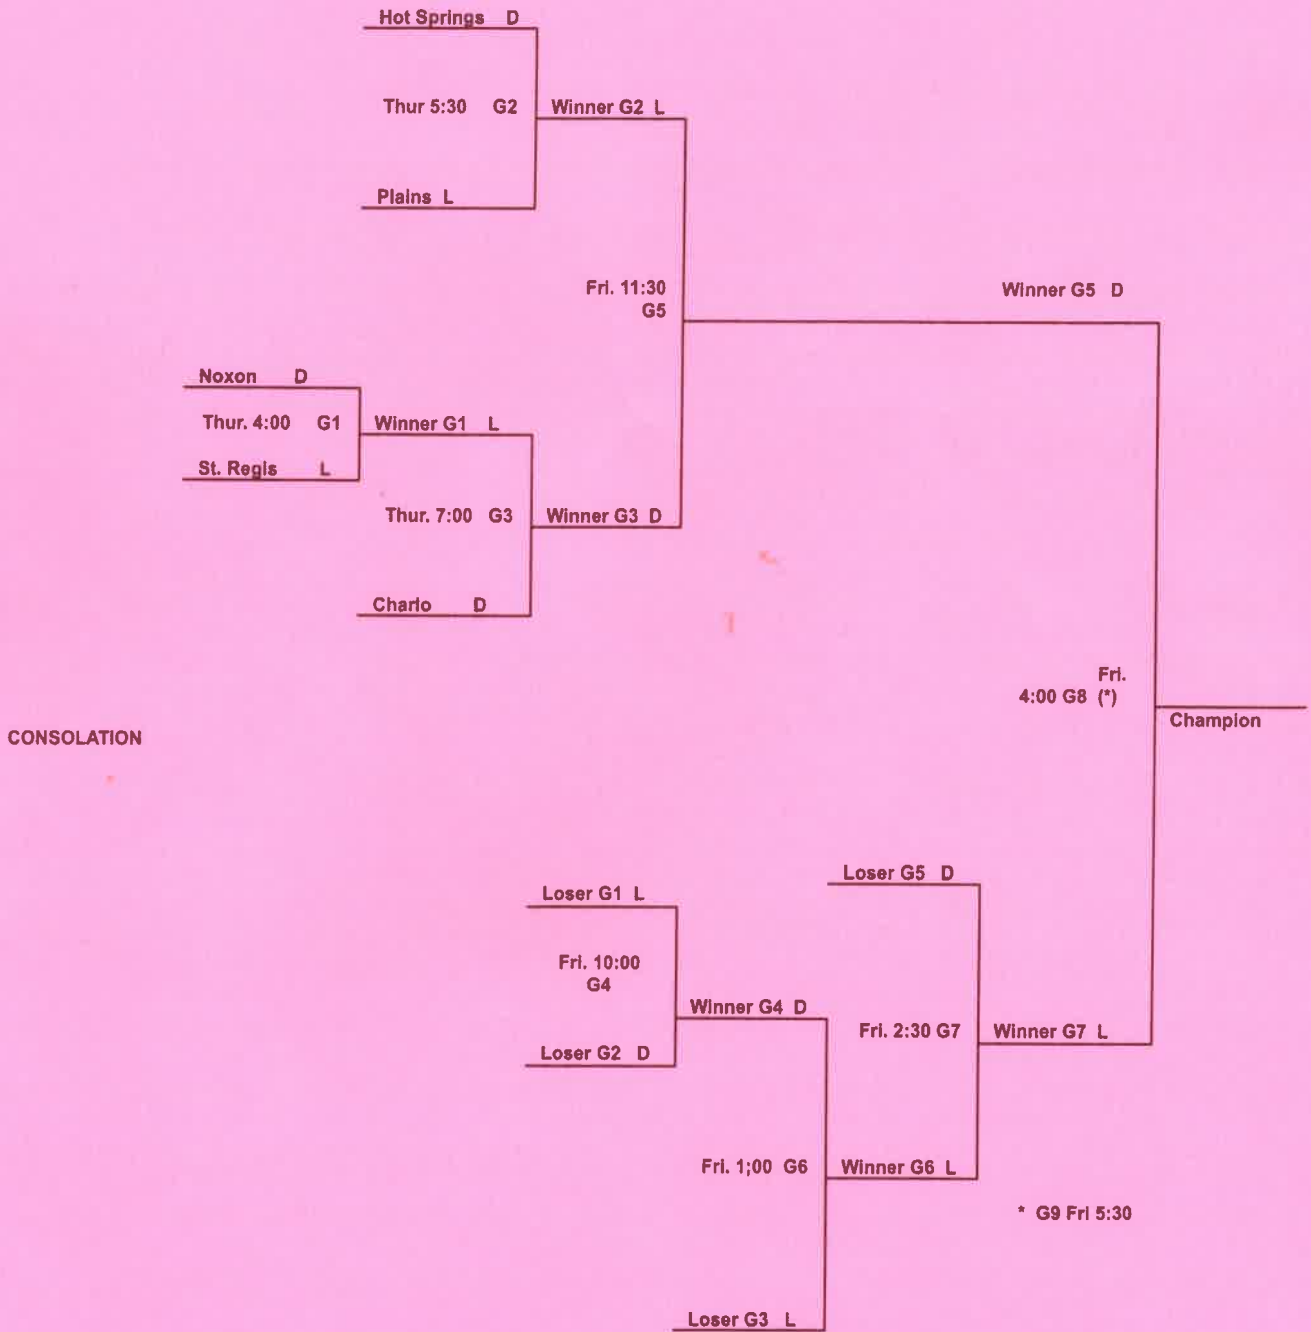 Hot Springs D
Thur 5:30 G2
Winner G2 L
Plains L
Fri. 11:30
G5
Winner G5 D
Noxon D
Thur. 4:00 G1
Winner G1 L
St. Regis L
Thur. 7:00 G3
Winner G3 D
Charlo D
Fri.
4:00 G8 (*)
Champion
CONSOLATION
Loser G5 D
Loser G1 L
Fri. 10:00
G4
Winner G4 D
Fri. 2:30 G7
Winner G7 L
Loser G2 D
Fri. 1;00 G6
Winner G6 L
* G9 Fri 5:30
Loser G3 L